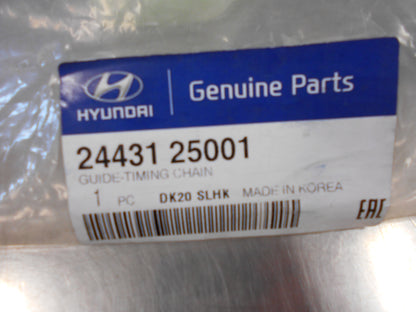 HYUNDAI
Genuine Parts
24431 25001
GUIDE-TIMING CHAIN
1 PC DK20 SLHK MADE IN KOREA
EAC